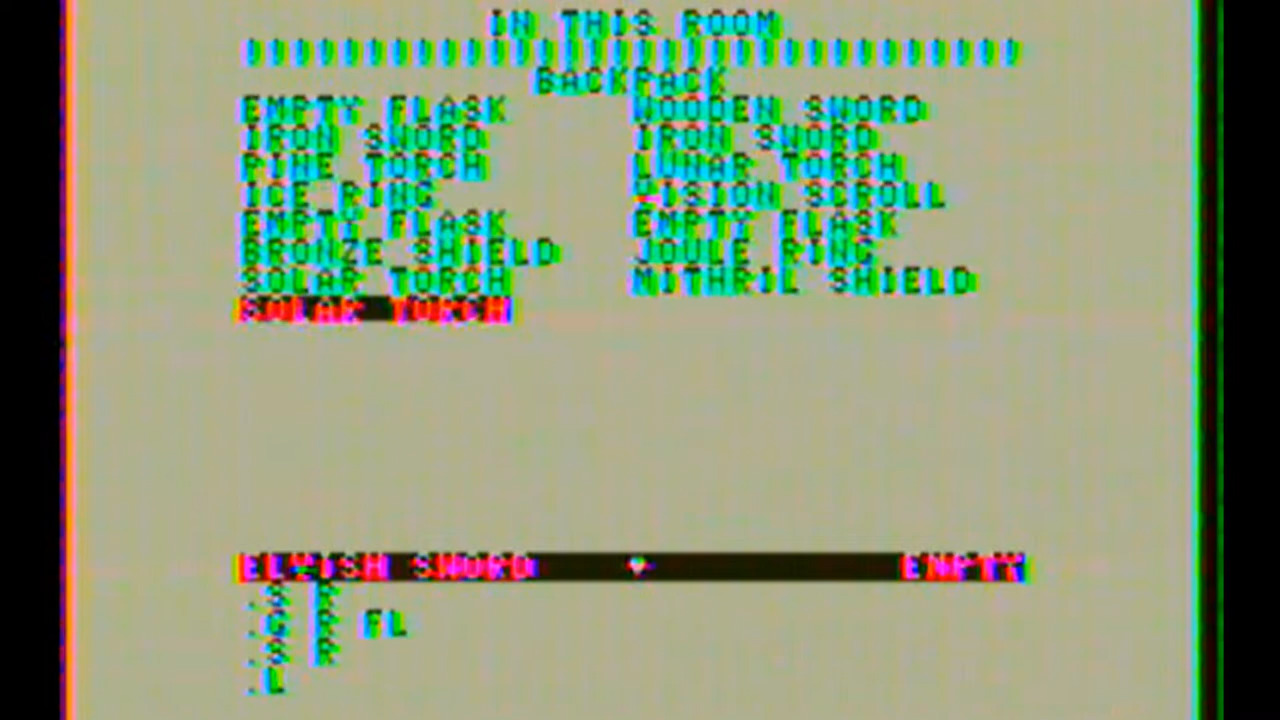 IN THIS ROOM
!!!!!!!!!!!!!!!!!!!!!!!!!!!!!!!!
BACKPACK
EMPTY FLASK WOODEN SWORD
IRON SWORD IRON SWORD
PINE TORCH LUNAR TORCH
ICE RING VISION SCROLL
EMPTY FLASK EMPTY FLASK
BRONZE SHIELD JOULE RING
SOLAR TORCH MITHRIL SHIELD
SOLAR TORCH
ELVISH SWORD EMPTY
.S R
.G R FL
.S R
.L